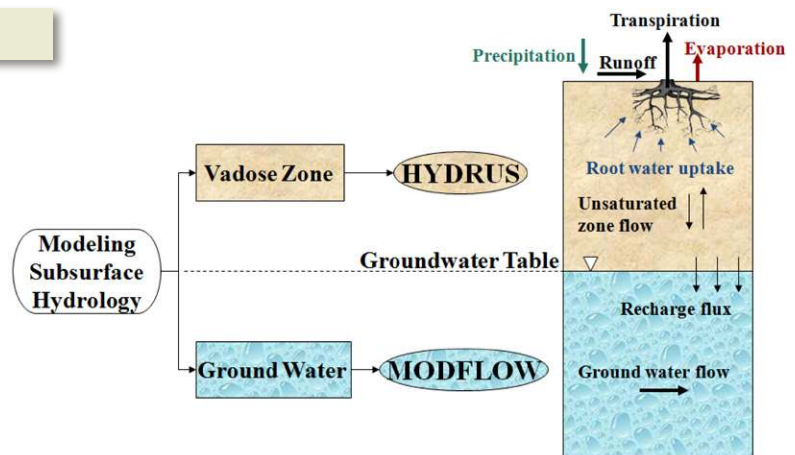 Transpiration
Precipitation
Runoff
Evaporation
Vadose Zone
HYDRUS
Root water uptake
Unsaturated
zone flow
Modeling
Subsurface
Hydrology
Groundwater Table
Recharge flux
Ground Water
MODFLOW
Ground water flow